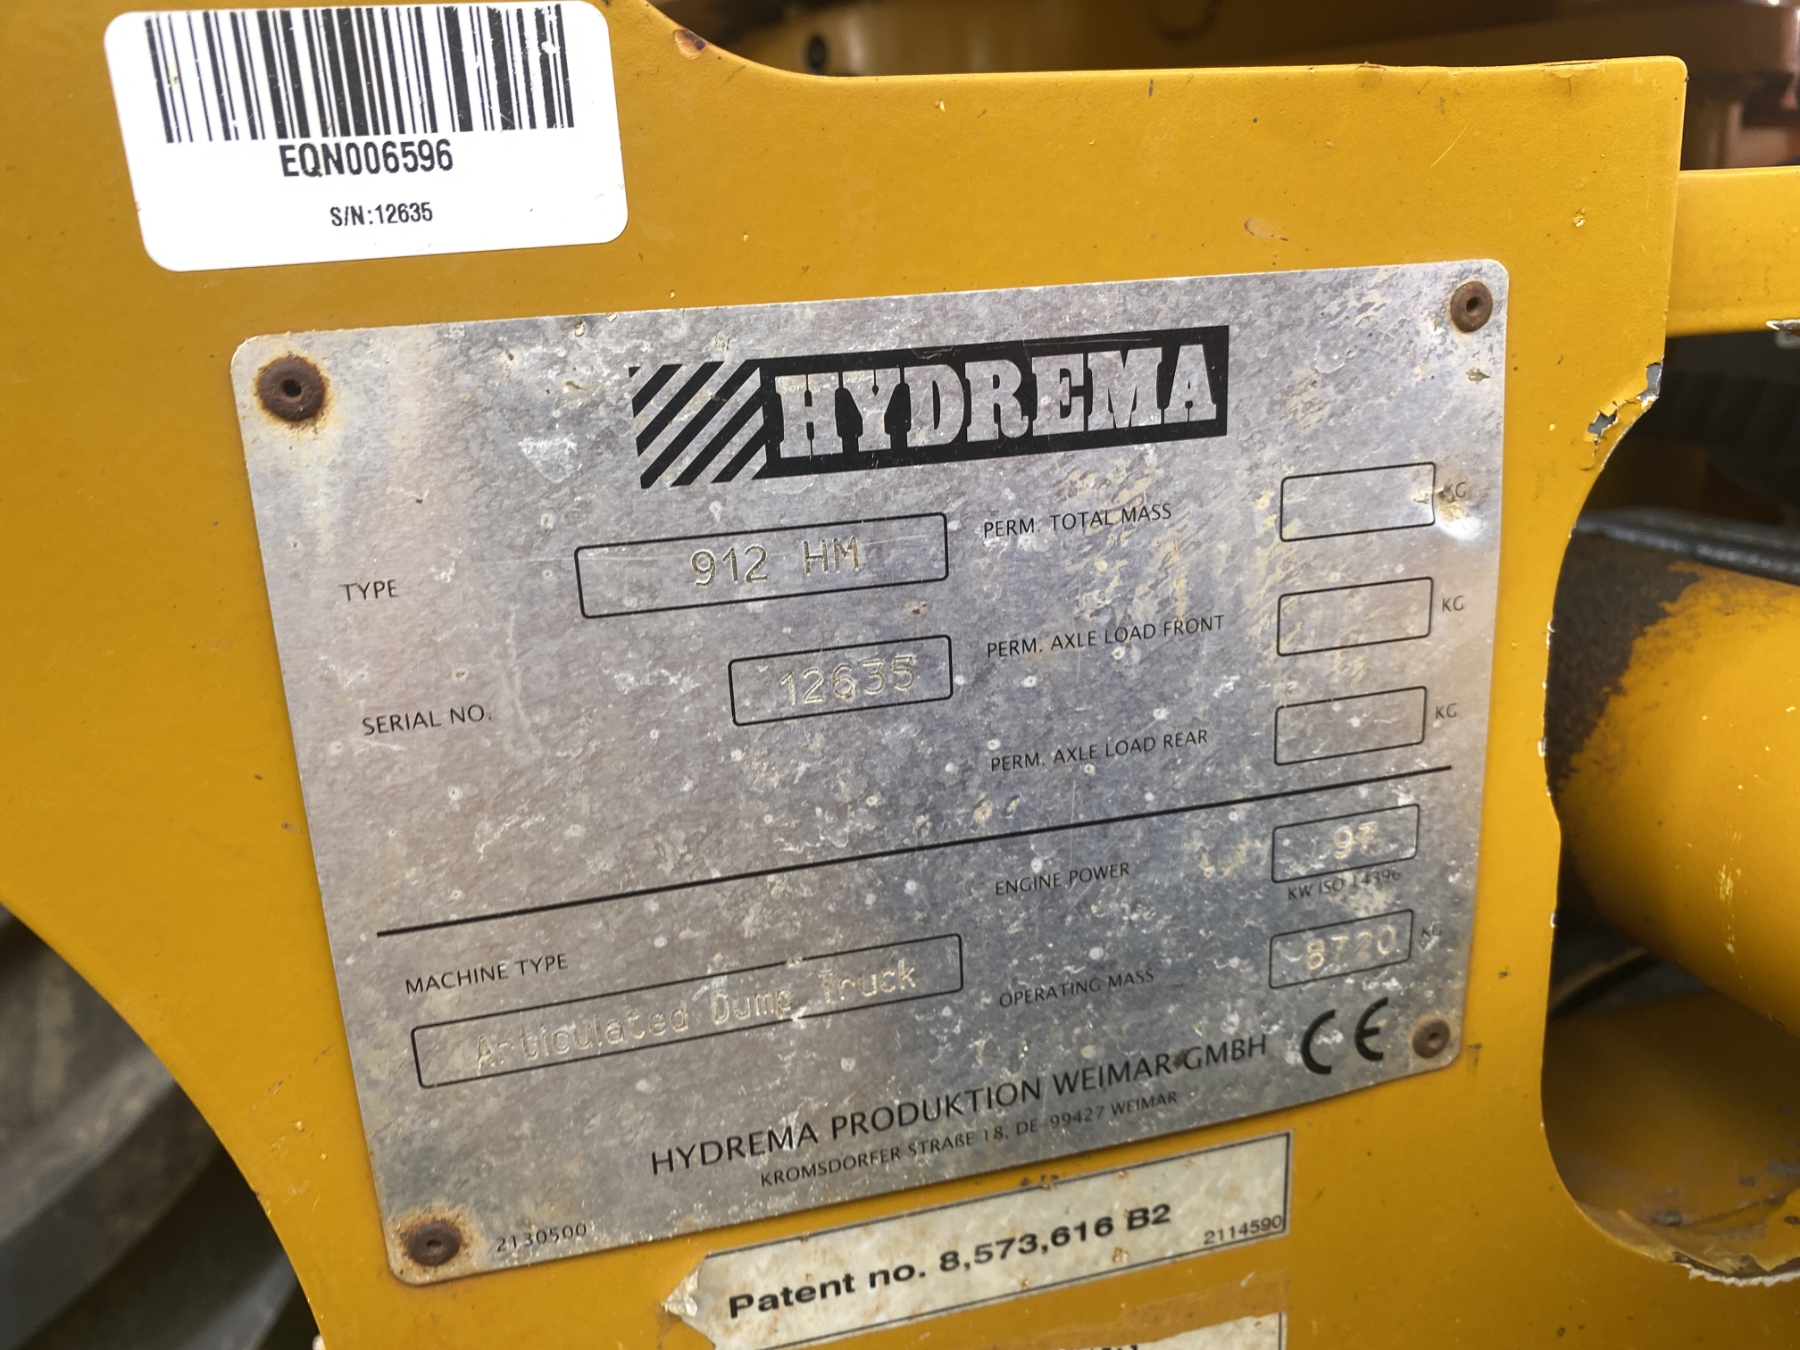 EQN006596
S/N:12635
HYDREMA
TYPE 912 HM
PERM. TOTAL MASS KG
SERIAL NO. 12635
PERM. AXLE LOAD FRONT KG
PERM. AXLE LOAD REAR KG
ENGINE POWER 97
KW ISO 14396
MACHINE TYPE
Articulated Dump Truck
OPERATING MASS 8720 KG
HYDREMA PRODUKTION WEIMAR GMBH CE
KROMSDORFER STRAßE 18, DE-99427 WEIMAR
2130500
Patent no. 8,573,616 B2
2114590